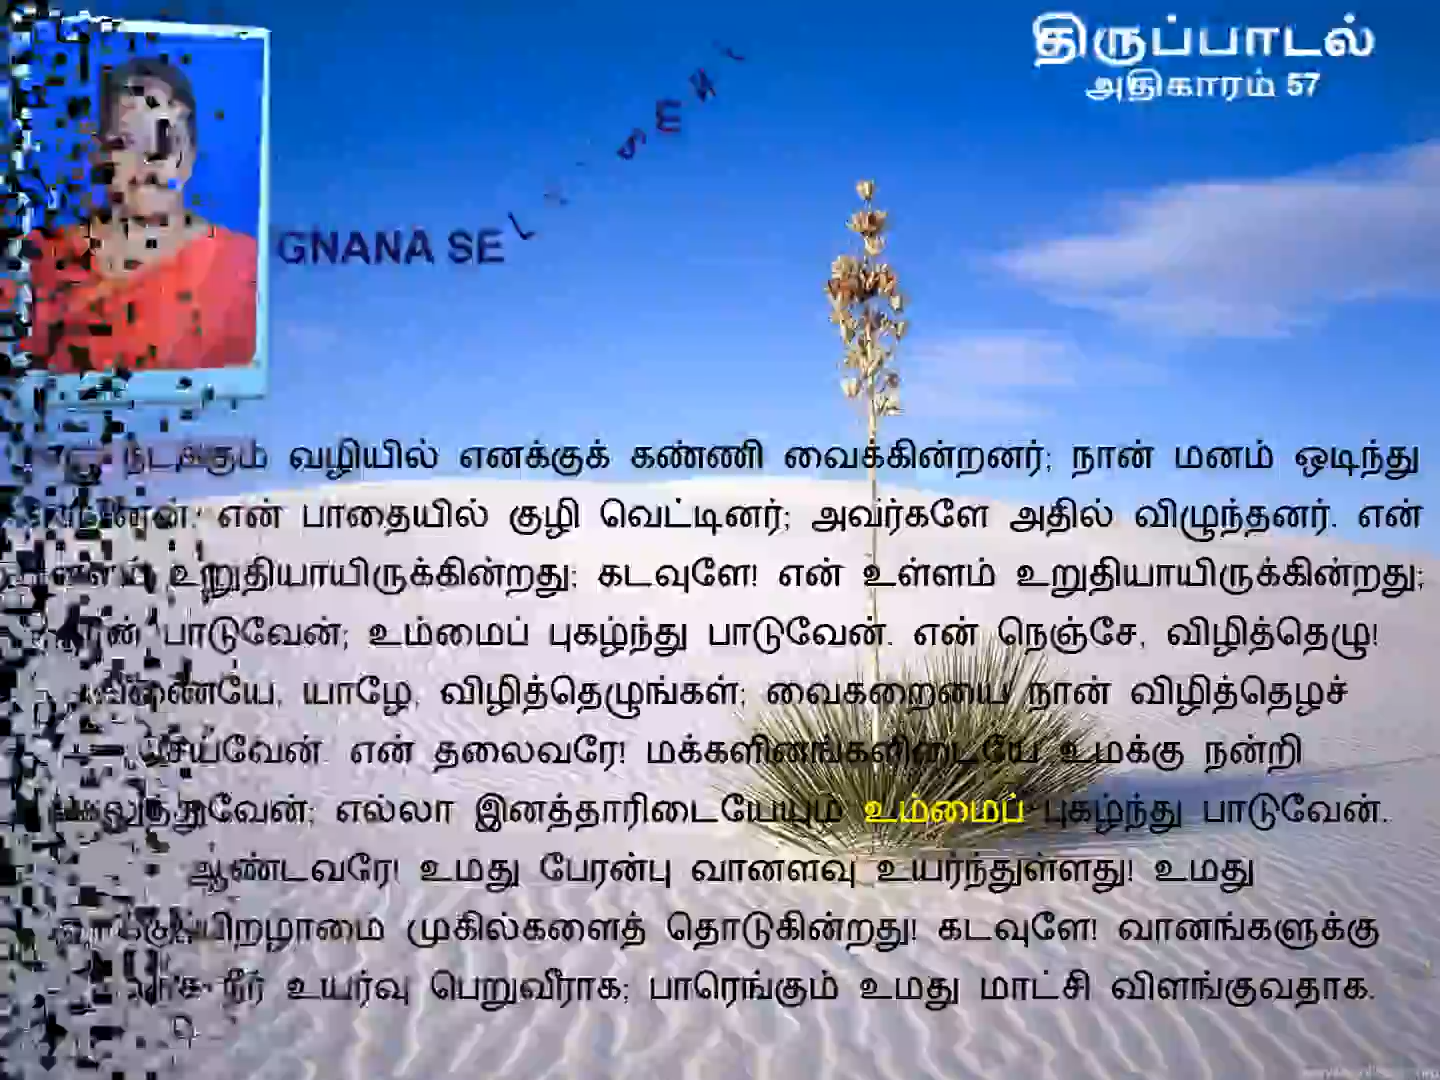 திருப்பாடல்
அதிகாரம் 57
GNANA SEL
நடக்கும் வழியில் எனக்குக் கண்ணி வைக்கின்றனர்; நான் மனம் ஒடிந்து
என் பாதையில் குழி வெட்டினர்; அவர்களே அதில் விழுந்தனர். என்
உறுதியாயிருக்கின்றது; கடவுளே! என் உள்ளம் உறுதியாயிருக்கின்றது;
பாடுவேன்; உம்மைப் புகழ்ந்து பாடுவேன். என் நெஞ்சே, விழித்தெழு!
யாழே, விழித்தெழுங்கள்; வைகறையை நான் விழித்தெழச்
செய்வேன். என் தலைவரே! மக்களினங்களிடையே உமக்கு நன்றி
எல்லா இனத்தாரிடையேயும் உம்மைப் புகழ்ந்து பாடுவேன்.
ஆண்டவரே! உமது பேரன்பு வானளவு உயர்ந்துள்ளது! உமது
முகில்களைத் தொடுகின்றது! கடவுளே! வானங்களுக்கு
நீர் உயர்வு பெறுவீராக; பாரெங்கும் உமது மாட்சி விளங்குவதாக.